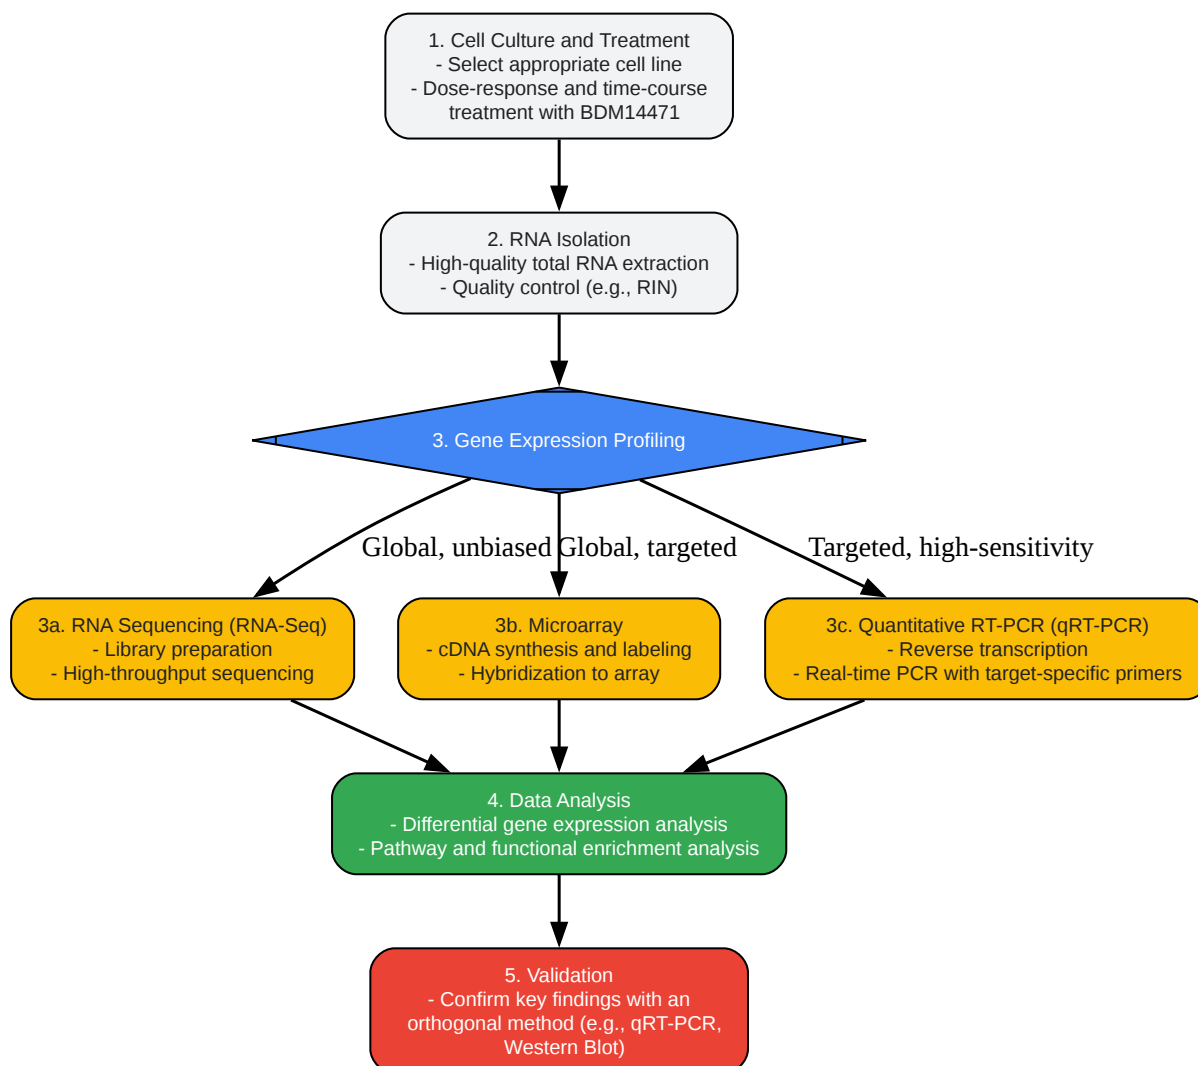 1. Cell Culture and Treatment
- Select appropriate cell line
- Dose-response and time-course
treatment with BDM14471
2. RNA Isolation
- High-quality total RNA extraction
- Quality control (e.g., RIN)
3. Gene Expression Profiling
Global, unbiased
Global, targeted
Targeted, high-sensitivity
3a. RNA Sequencing (RNA-Seq)
- Library preparation
- High-throughput sequencing
3b. Microarray
- cDNA synthesis and labeling
- Hybridization to array
3c. Quantitative RT-PCR (qRT-PCR)
- Reverse transcription
- Real-time PCR with target-specific primers
4. Data Analysis
- Differential gene expression analysis
- Pathway and functional enrichment analysis
5. Validation
- Confirm key findings with an
orthogonal method (e.g., qRT-PCR,
Western Blot)